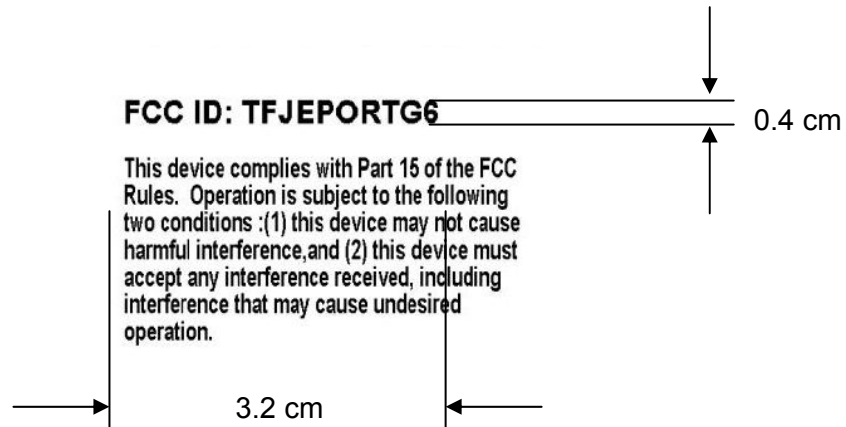 FCC ID: TFJEPORTG6
0.4 cm
This device complies with Part 15 of the FCC
Rules.  Operation is subject to the following
two conditions :(1) this device may not cause
harmful interference,and (2) this device must
accept any interference received, including
interference that may cause undesired
operation.
3.2 cm